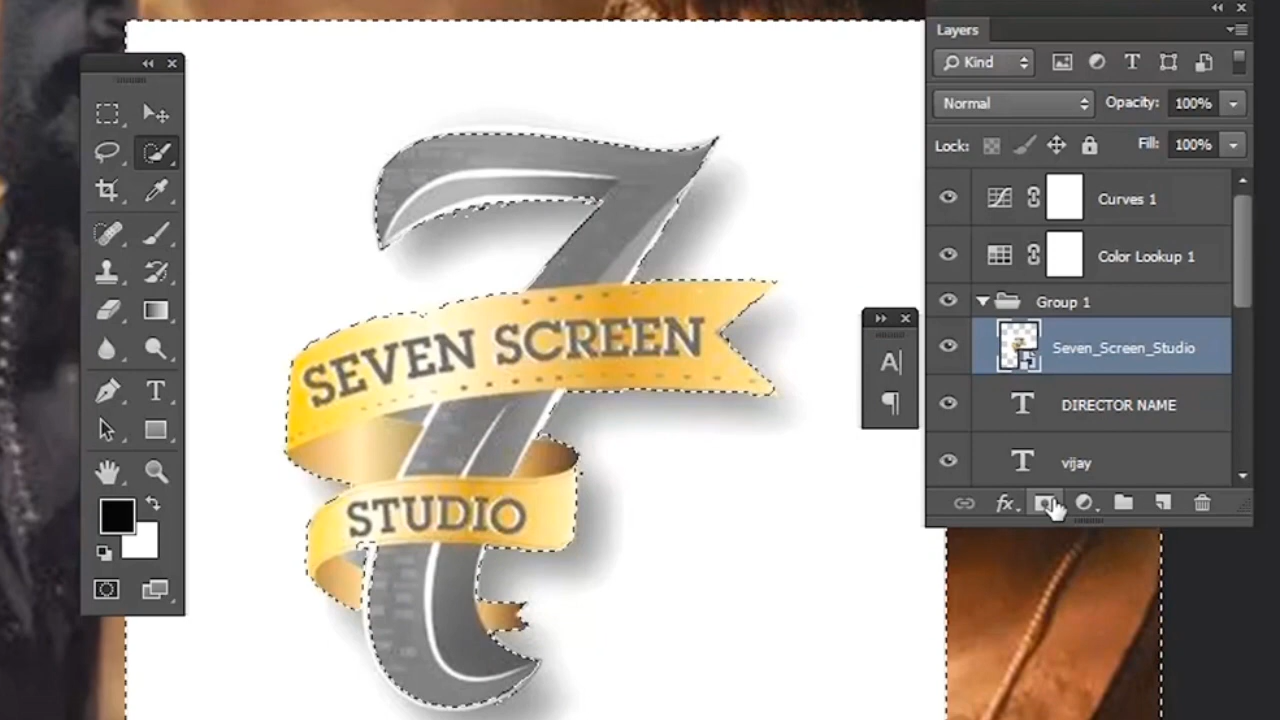 Layers
Kind
Normal
Opacity: 100%
Lock:
Fill: 100%
Curves 1
Color Lookup 1
Group 1
Seven_Screen_Studio
DIRECTOR NAME
vijay
7
SEVEN SCREEN
STUDIO